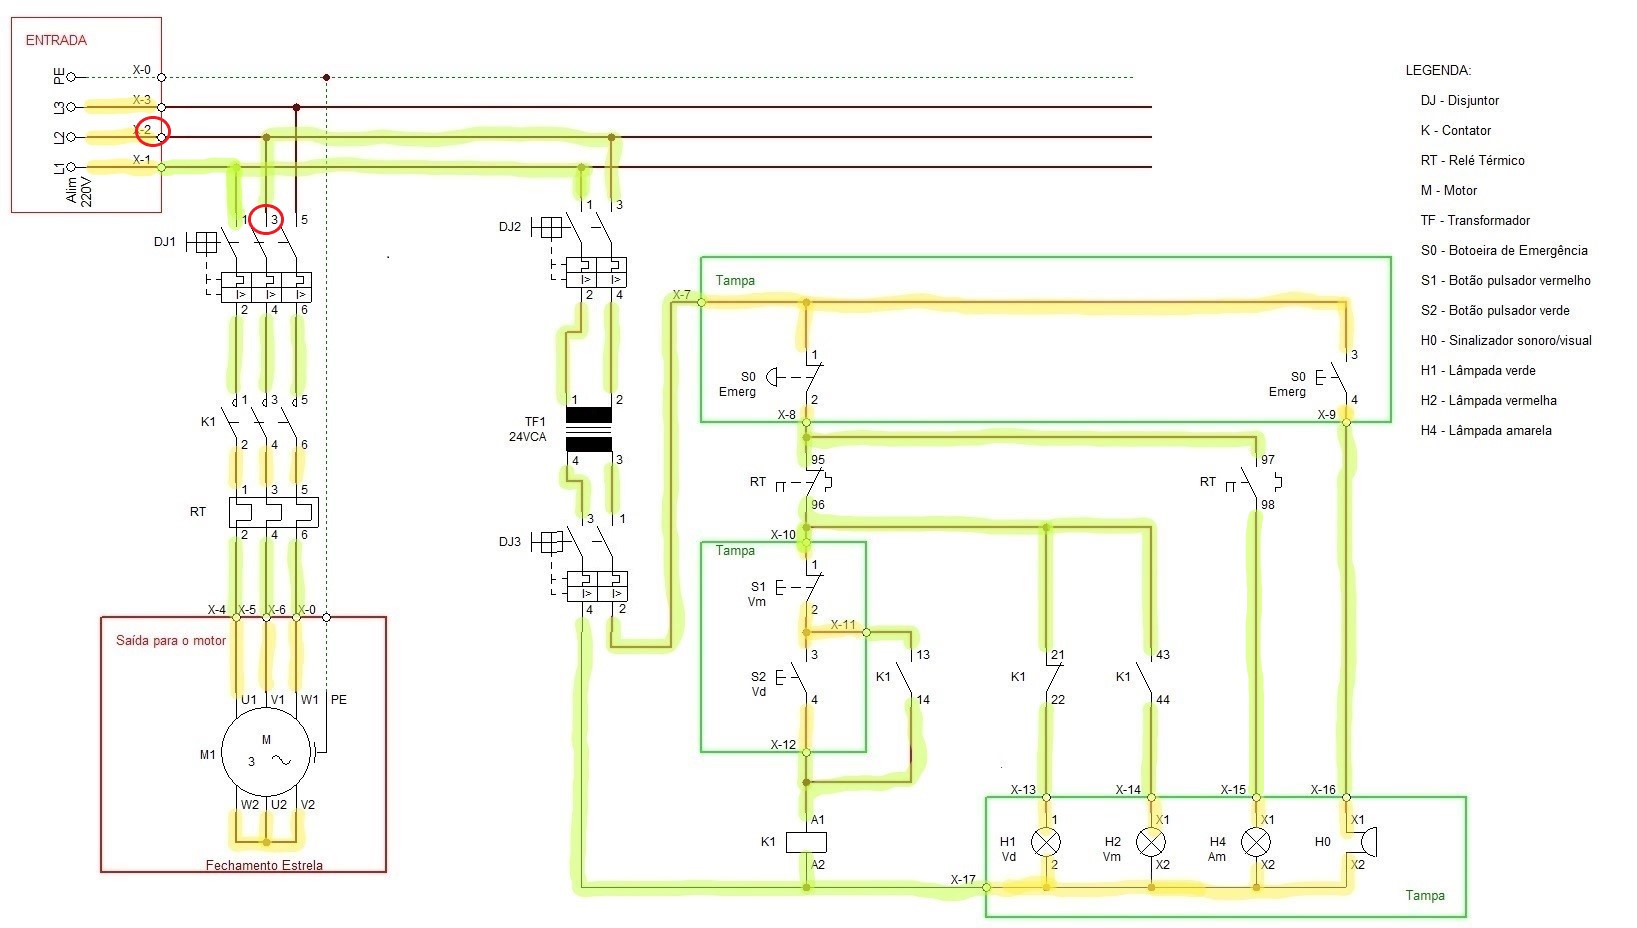 ENTRADA
PE X-0
L3 X-3
L2 X-2
L1 X-1
Alim
220V
1 3 5
DJ1
I> I> I>
2 4 6
1 3 5
K1
2 4 6
1 3 5
RT
2 4 6
X-4 X-5 X-6 X-0
Saída para o motor
U1 V1 W1 PE
M1
M
3
W2 U2 V2
Fechamento Estrela
1 3
DJ2
I> I>
2 4
1 2
TF1
24VCA
4 3
3 1
DJ3
I> I>
4 2
Tampa
X-7
1
S0
Emerg
2
X-8
3
S0
Emerg
4
X-9
95
RT
96
97
RT
98
X-10
Tampa
1
S1
Vm
2
X-11
3
S2
Vd
4
X-12
13
K1
14
21
K1
22
43
K1
44
A1
K1
A2
X-13 X-14 X-15 X-16
1 X1 X1 X1
H1 H2 H4 H0
Vd Vm Am
2 X2 X2 X2
X-17
Tampa
LEGENDA:
DJ - Disjuntor
K - Contator
RT - Relé Térmico
M - Motor
TF - Transformador
S0 - Botoeira de Emergência
S1 - Botão pulsador vermelho
S2 - Botão pulsador verde
H0 - Sinalizador sonoro/visual
H1 - Lâmpada verde
H2 - Lâmpada vermelha
H4 - Lâmpada amarela